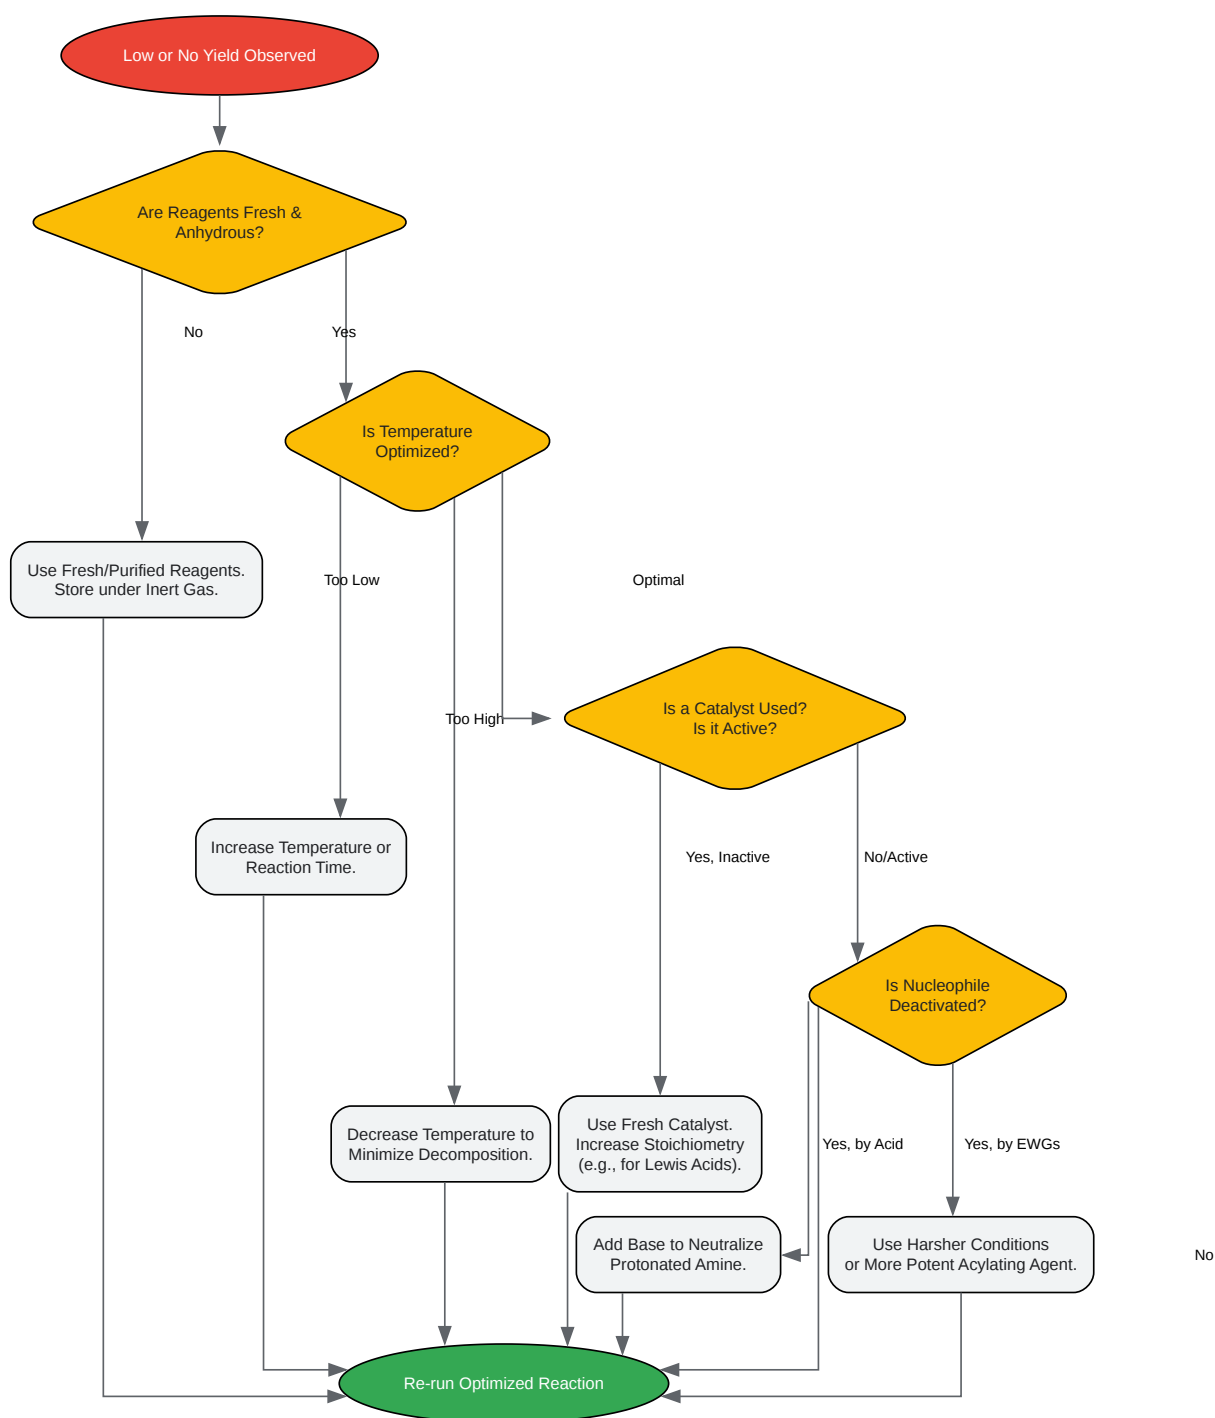 Low or No Yield Observed
Are Reagents Fresh &
Anhydrous?
No
Yes
Is Temperature
Optimized?
Use Fresh/Purified Reagents.
Store under Inert Gas.
Too Low
Optimal
Too High
Is a Catalyst Used?
Is it Active?
Increase Temperature or
Reaction Time.
Yes, Inactive
No/Active
Is Nucleophile
Deactivated?
Decrease Temperature to
Minimize Decomposition.
Use Fresh Catalyst.
Increase Stoichiometry
(e.g., for Lewis Acids).
Yes, by Acid
Yes, by EWGs
Add Base to Neutralize
Protonated Amine.
Use Harsher Conditions
or More Potent Acylating Agent.
No
Re-run Optimized Reaction